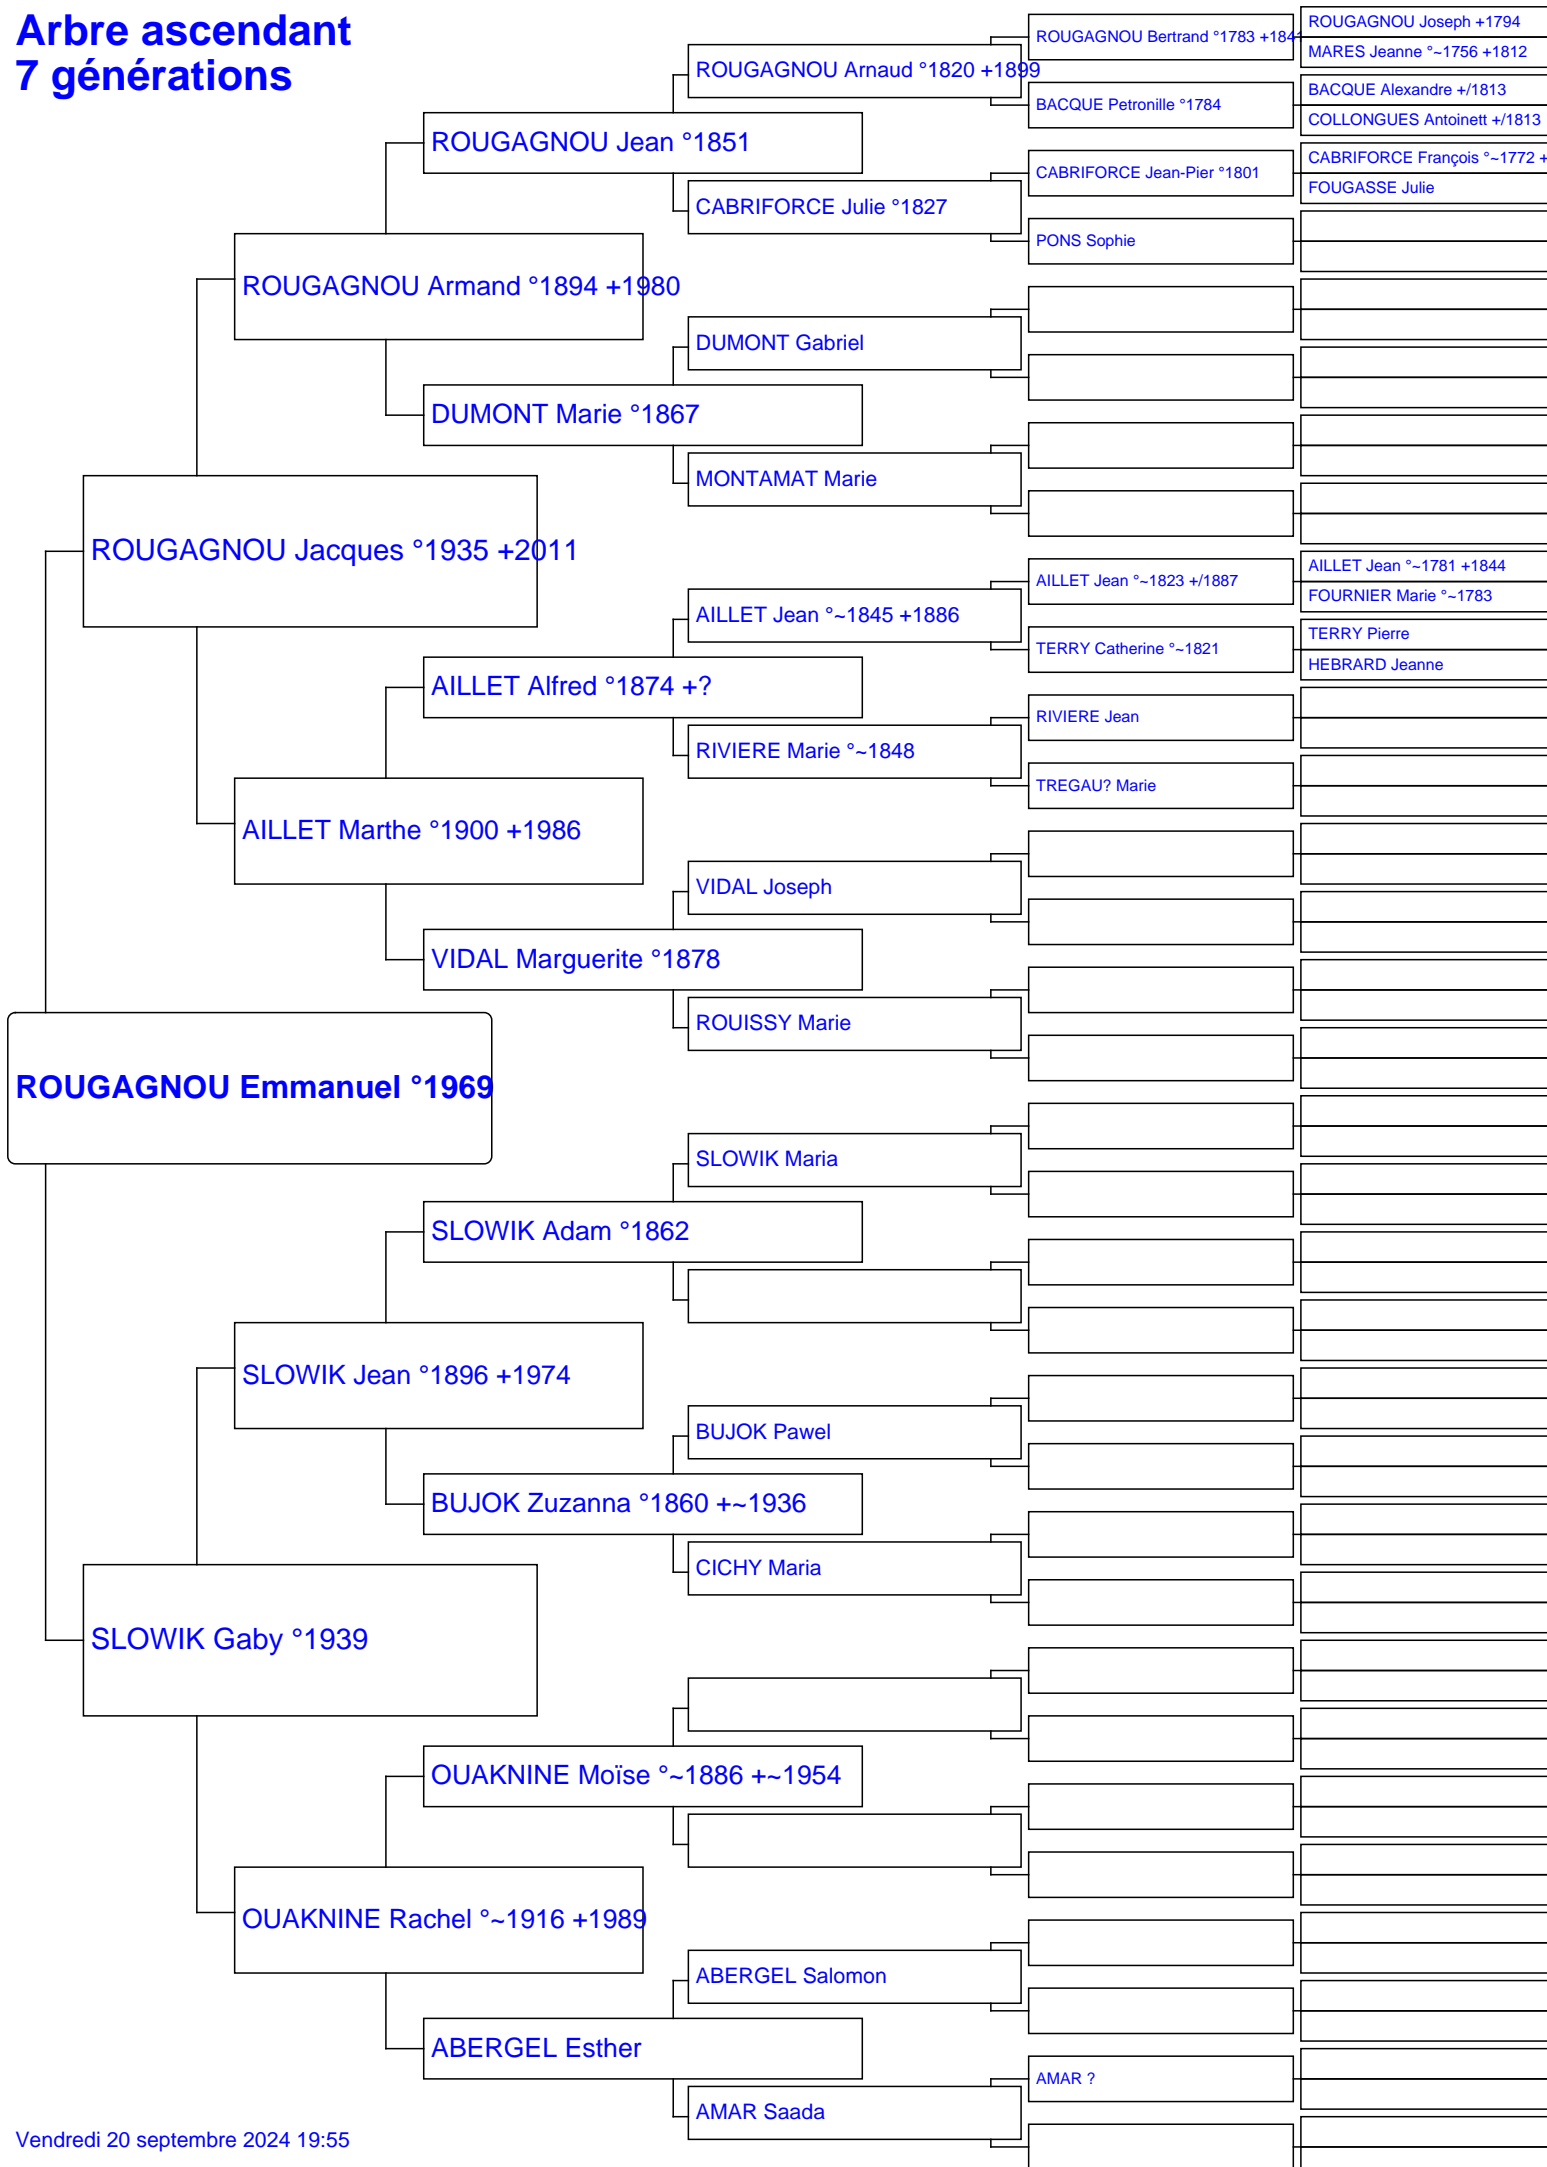 Arbre ascendant
7 générations
ROUGAGNOU Emmanuel °1969
ROUGAGNOU Jacques °1935 +2011
SLOWIK Gaby °1939
ROUGAGNOU Armand °1894 +1980
AILLET Marthe °1900 +1986
SLOWIK Jean °1896 +1974
OUAKNINE Rachel °~1916 +1989
ROUGAGNOU Jean °1851
DUMONT Marie °1867
AILLET Alfred °1874 +?
VIDAL Marguerite °1878
SLOWIK Adam °1862
BUJOK Zuzanna °1860 +~1936
OUAKNINE Moïse °~1886 +~1954
ABERGEL Esther
ROUGAGNOU Arnaud °1820 +1899
CABRIFORCE Julie °1827
DUMONT Gabriel
MONTAMAT Marie
AILLET Jean °~1845 +1886
RIVIERE Marie °~1848
VIDAL Joseph
ROUISSY Marie
SLOWIK Maria
BUJOK Pawel
CICHY Maria
ABERGEL Salomon
AMAR Saada
ROUGAGNOU Bertrand °1783 +1841
BACQUE Petronille °1784
CABRIFORCE Jean-Pier °1801
PONS Sophie
AILLET Jean °~1823 +/1887
TERRY Catherine °~1821
RIVIERE Jean
TREGAU? Marie
AMAR ?
ROUGAGNOU Joseph +1794
MARES Jeanne °~1756 +1812
BACQUE Alexandre +/1813
COLLONGUES Antoinett +/1813
CABRIFORCE François °~1772 +
FOUGASSE Julie
AILLET Jean °~1781 +1844
FOURNIER Marie °~1783
TERRY Pierre
HEBRARD Jeanne
Vendredi 20 septembre 2024 19:55